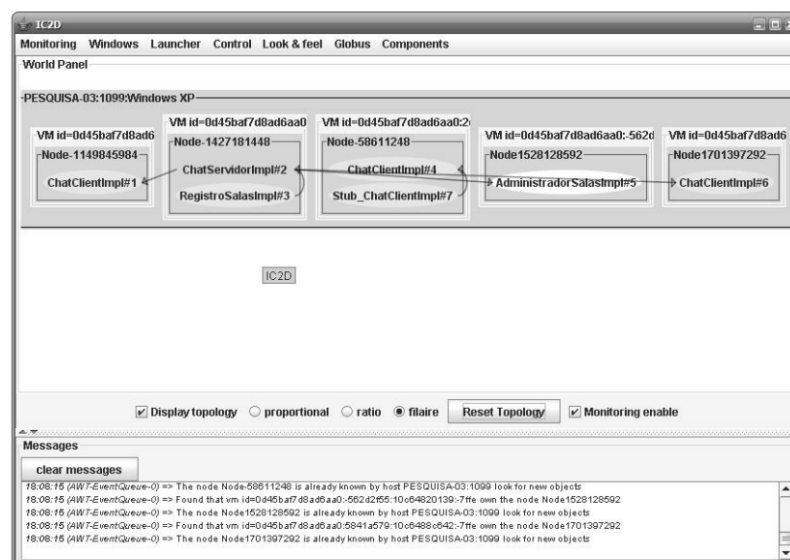 IC2D
Monitoring Windows Launcher Control Look & feel Globus Components
World Panel
PESQUISA-03:1099:Windows XP
VM id=0d45baf7d8ad6
Node-1149845984
ChatClientImpl#1
VM id=0d45baf7d8ad6aa0
Node-1427181448
ChatServidorImpl#2
RegistroSalasImpl#3
VM id=0d45baf7d8ad6aa0:2
Node-58611248
ChatClientImpl#4
Stub_ChatClientImpl#7
VM id=0d45baf7d8ad6aa0:-562d
Node1528128592
AdministradorSalasImpl#5
VM id=0d45baf7d8ad6
Node1701397292
ChatClientImpl#6
IC2D
Display topology proportional ratio filaire Reset Topology Monitoring enable
Messages
clear messages
18:08:15 (AWT-EventQueue-0) => The node Node-58611248 is already known by host PESQUISA-03:1099 look for new objects
18:08:15 (AWT-EventQueue-0) => Found that vm id=0d45baf7d8ad6aa0:-562d2f55:10c64820139:-7ffe own the node Node1528128592
18:08:15 (AWT-EventQueue-0) => The node Node1528128592 is already known by host PESQUISA-03:1099 look for new objects
18:08:15 (AWT-EventQueue-0) => Found that vm id=0d45baf7d8ad6aa0:5841a579:10c6488c642:-7ffe own the node Node1701397292
18:08:15 (AWT-EventQueue-0) => The node Node1701397292 is already known by host PESQUISA-03:1099 look for new objects